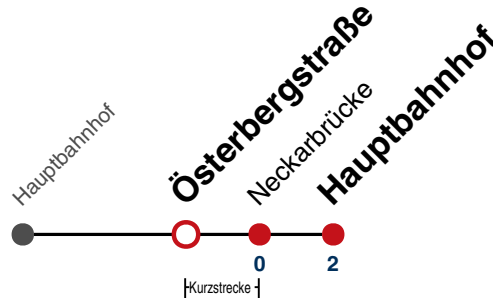 Hauptbahnhof
Österbergstraße
Neckarbrücke
Hauptbahnhof
0
2
Kurzstrecke